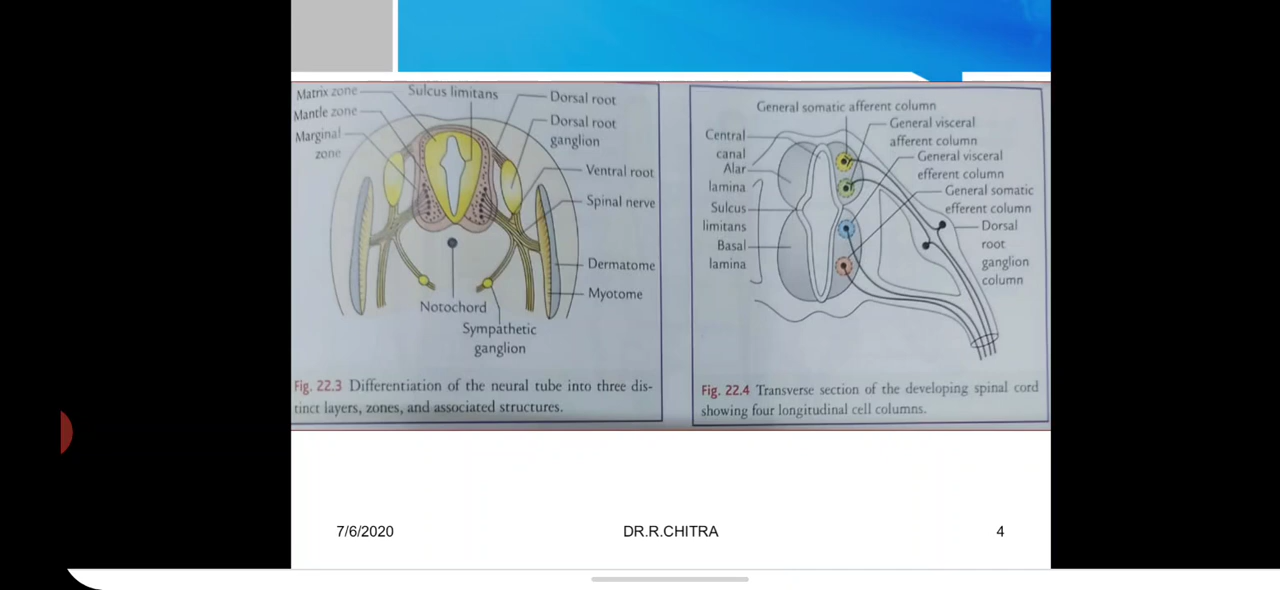 Matrix zone
Sulcus limitans
Mantle zone
Marginal
zone
Dorsal root
Dorsal root
ganglion
Ventral root
Spinal nerve
Dermatome
Myotome
Notochord
Sympathetic
ganglion
Fig. 22.3 Differentiation of the neural tube into three dis-
tinct layers, zones, and associated structures.
General somatic afferent column
Central
canal
Alar
lamina
Sulcus
limitans
Basal
lamina
General visceral
afferent column
General visceral
efferent column
General somatic
efferent column
Dorsal
root
ganglion
column
Fig. 22.4 Transverse section of the developing spinal cord
showing four longitudinal cell columns.
7/6/2020
DR.R.CHITRA
4